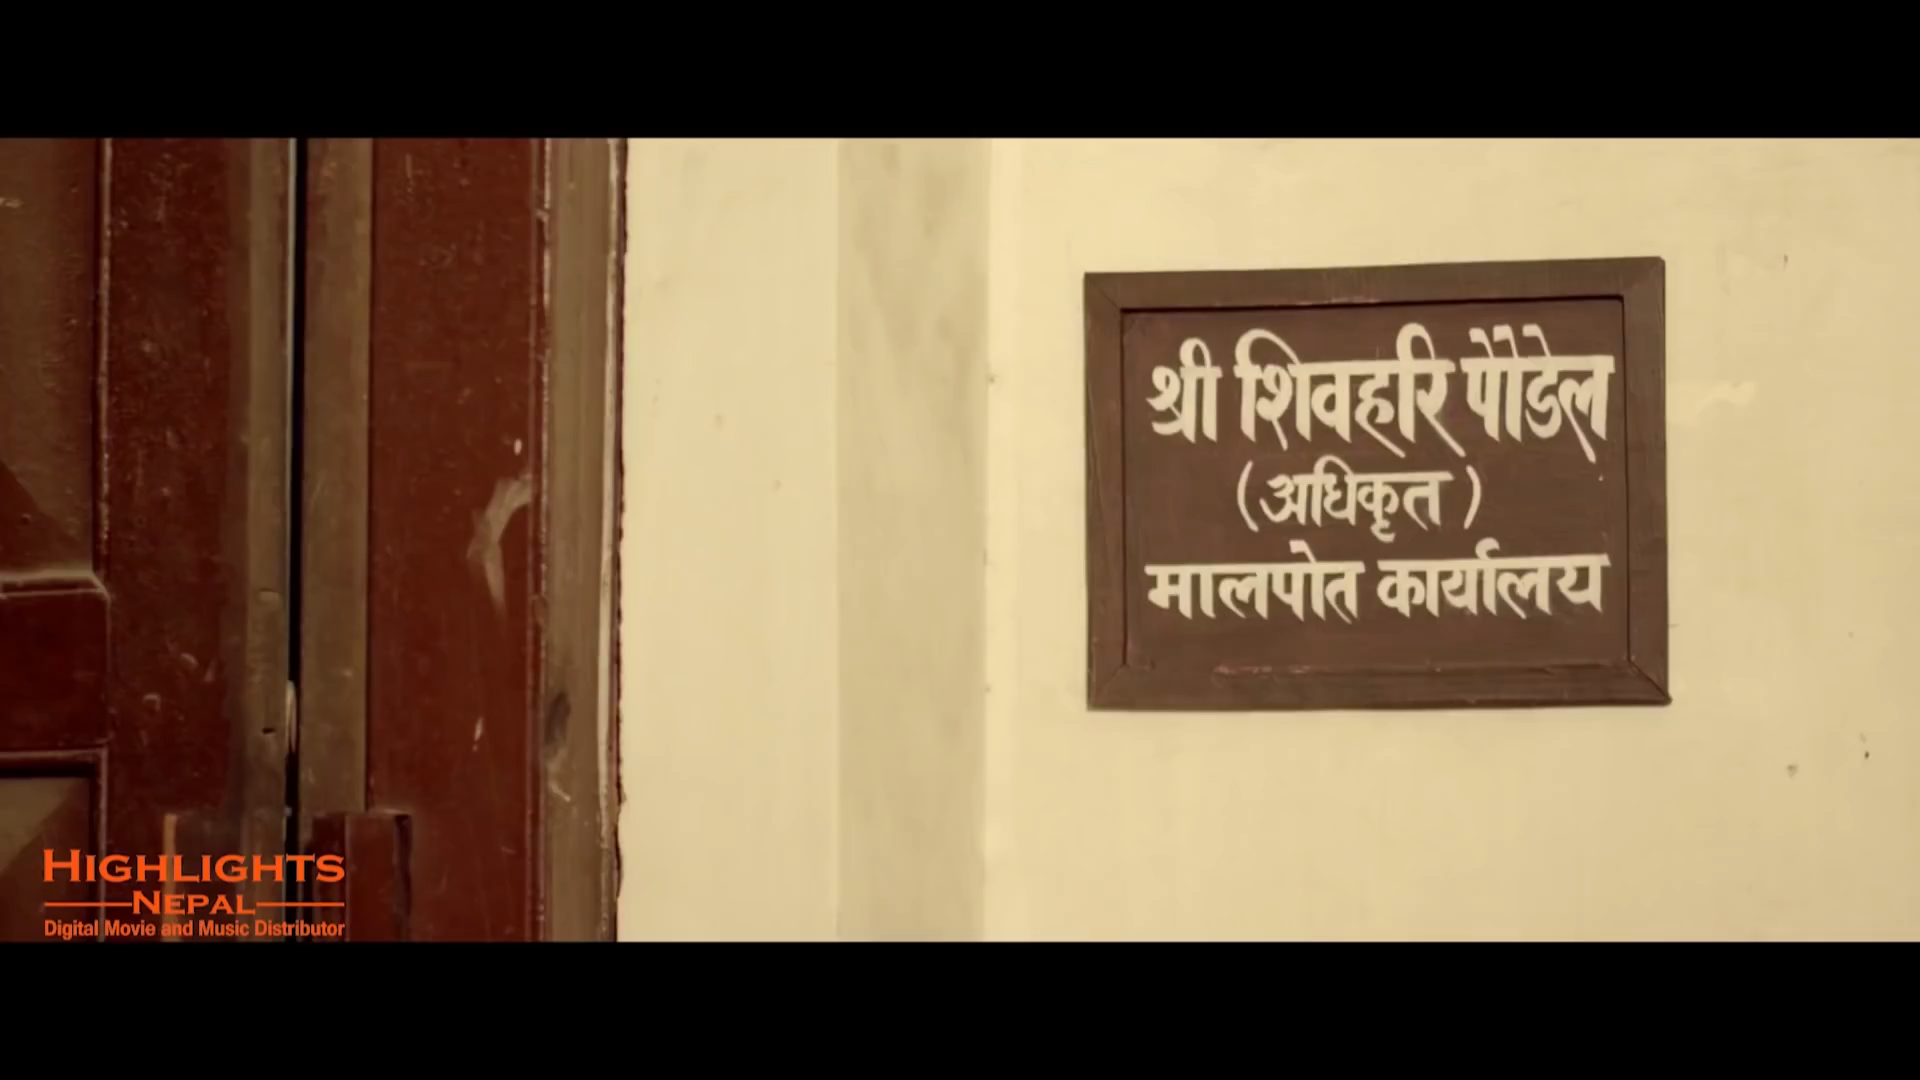 श्री शिवहरि पौडेल
(अधिकृत)
मालपोत कार्यालय
HIGHLIGHTS
NEPAL
Digital Movie and Music Distributor